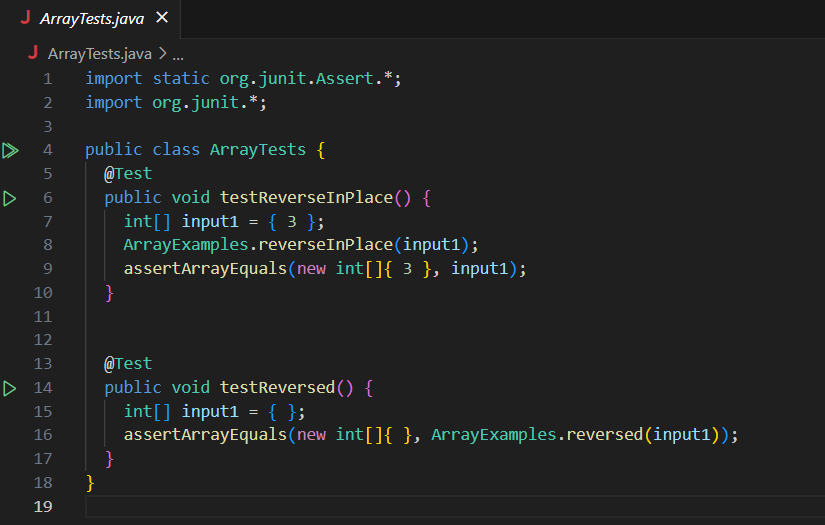 J ArrayTests.java ✕
J ArrayTests.java > ...
1 import static org.junit.Assert.*;
2 import org.junit.*;
3
4 public class ArrayTests {
5   @Test
6   public void testReverseInPlace() {
7     int[] input1 = { 3 };
8     ArrayExamples.reverseInPlace(input1);
9     assertArrayEquals(new int[]{ 3 }, input1);
10   }
11
12
13   @Test
14   public void testReversed() {
15     int[] input1 = { };
16     assertArrayEquals(new int[]{ }, ArrayExamples.reversed(input1));
17   }
18 }
19